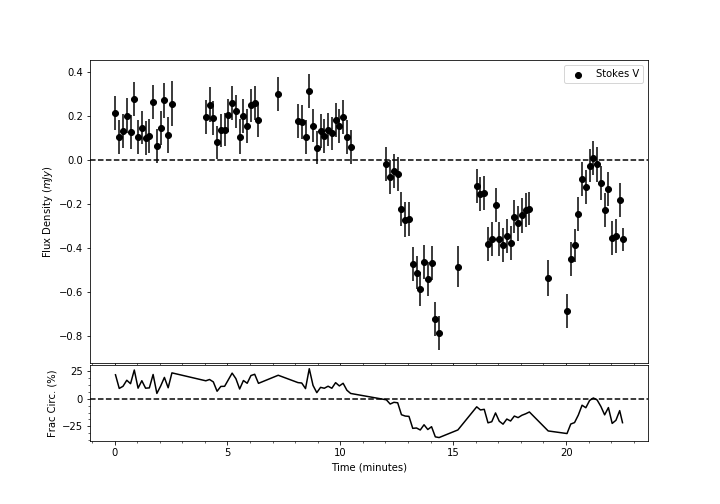 Stokes V
Flux Density (mJy)
0.4
0.2
0.0
−0.2
−0.4
−0.6
−0.8
Frac Circ. (%)
25
0
−25
0 5 10 15 20
Time (minutes)